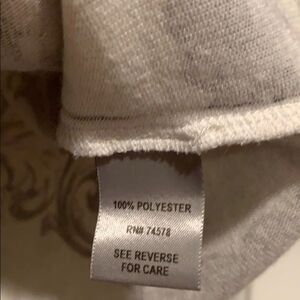 100% POLYESTER
RN# 74578
SEE REVERSE
FOR CARE